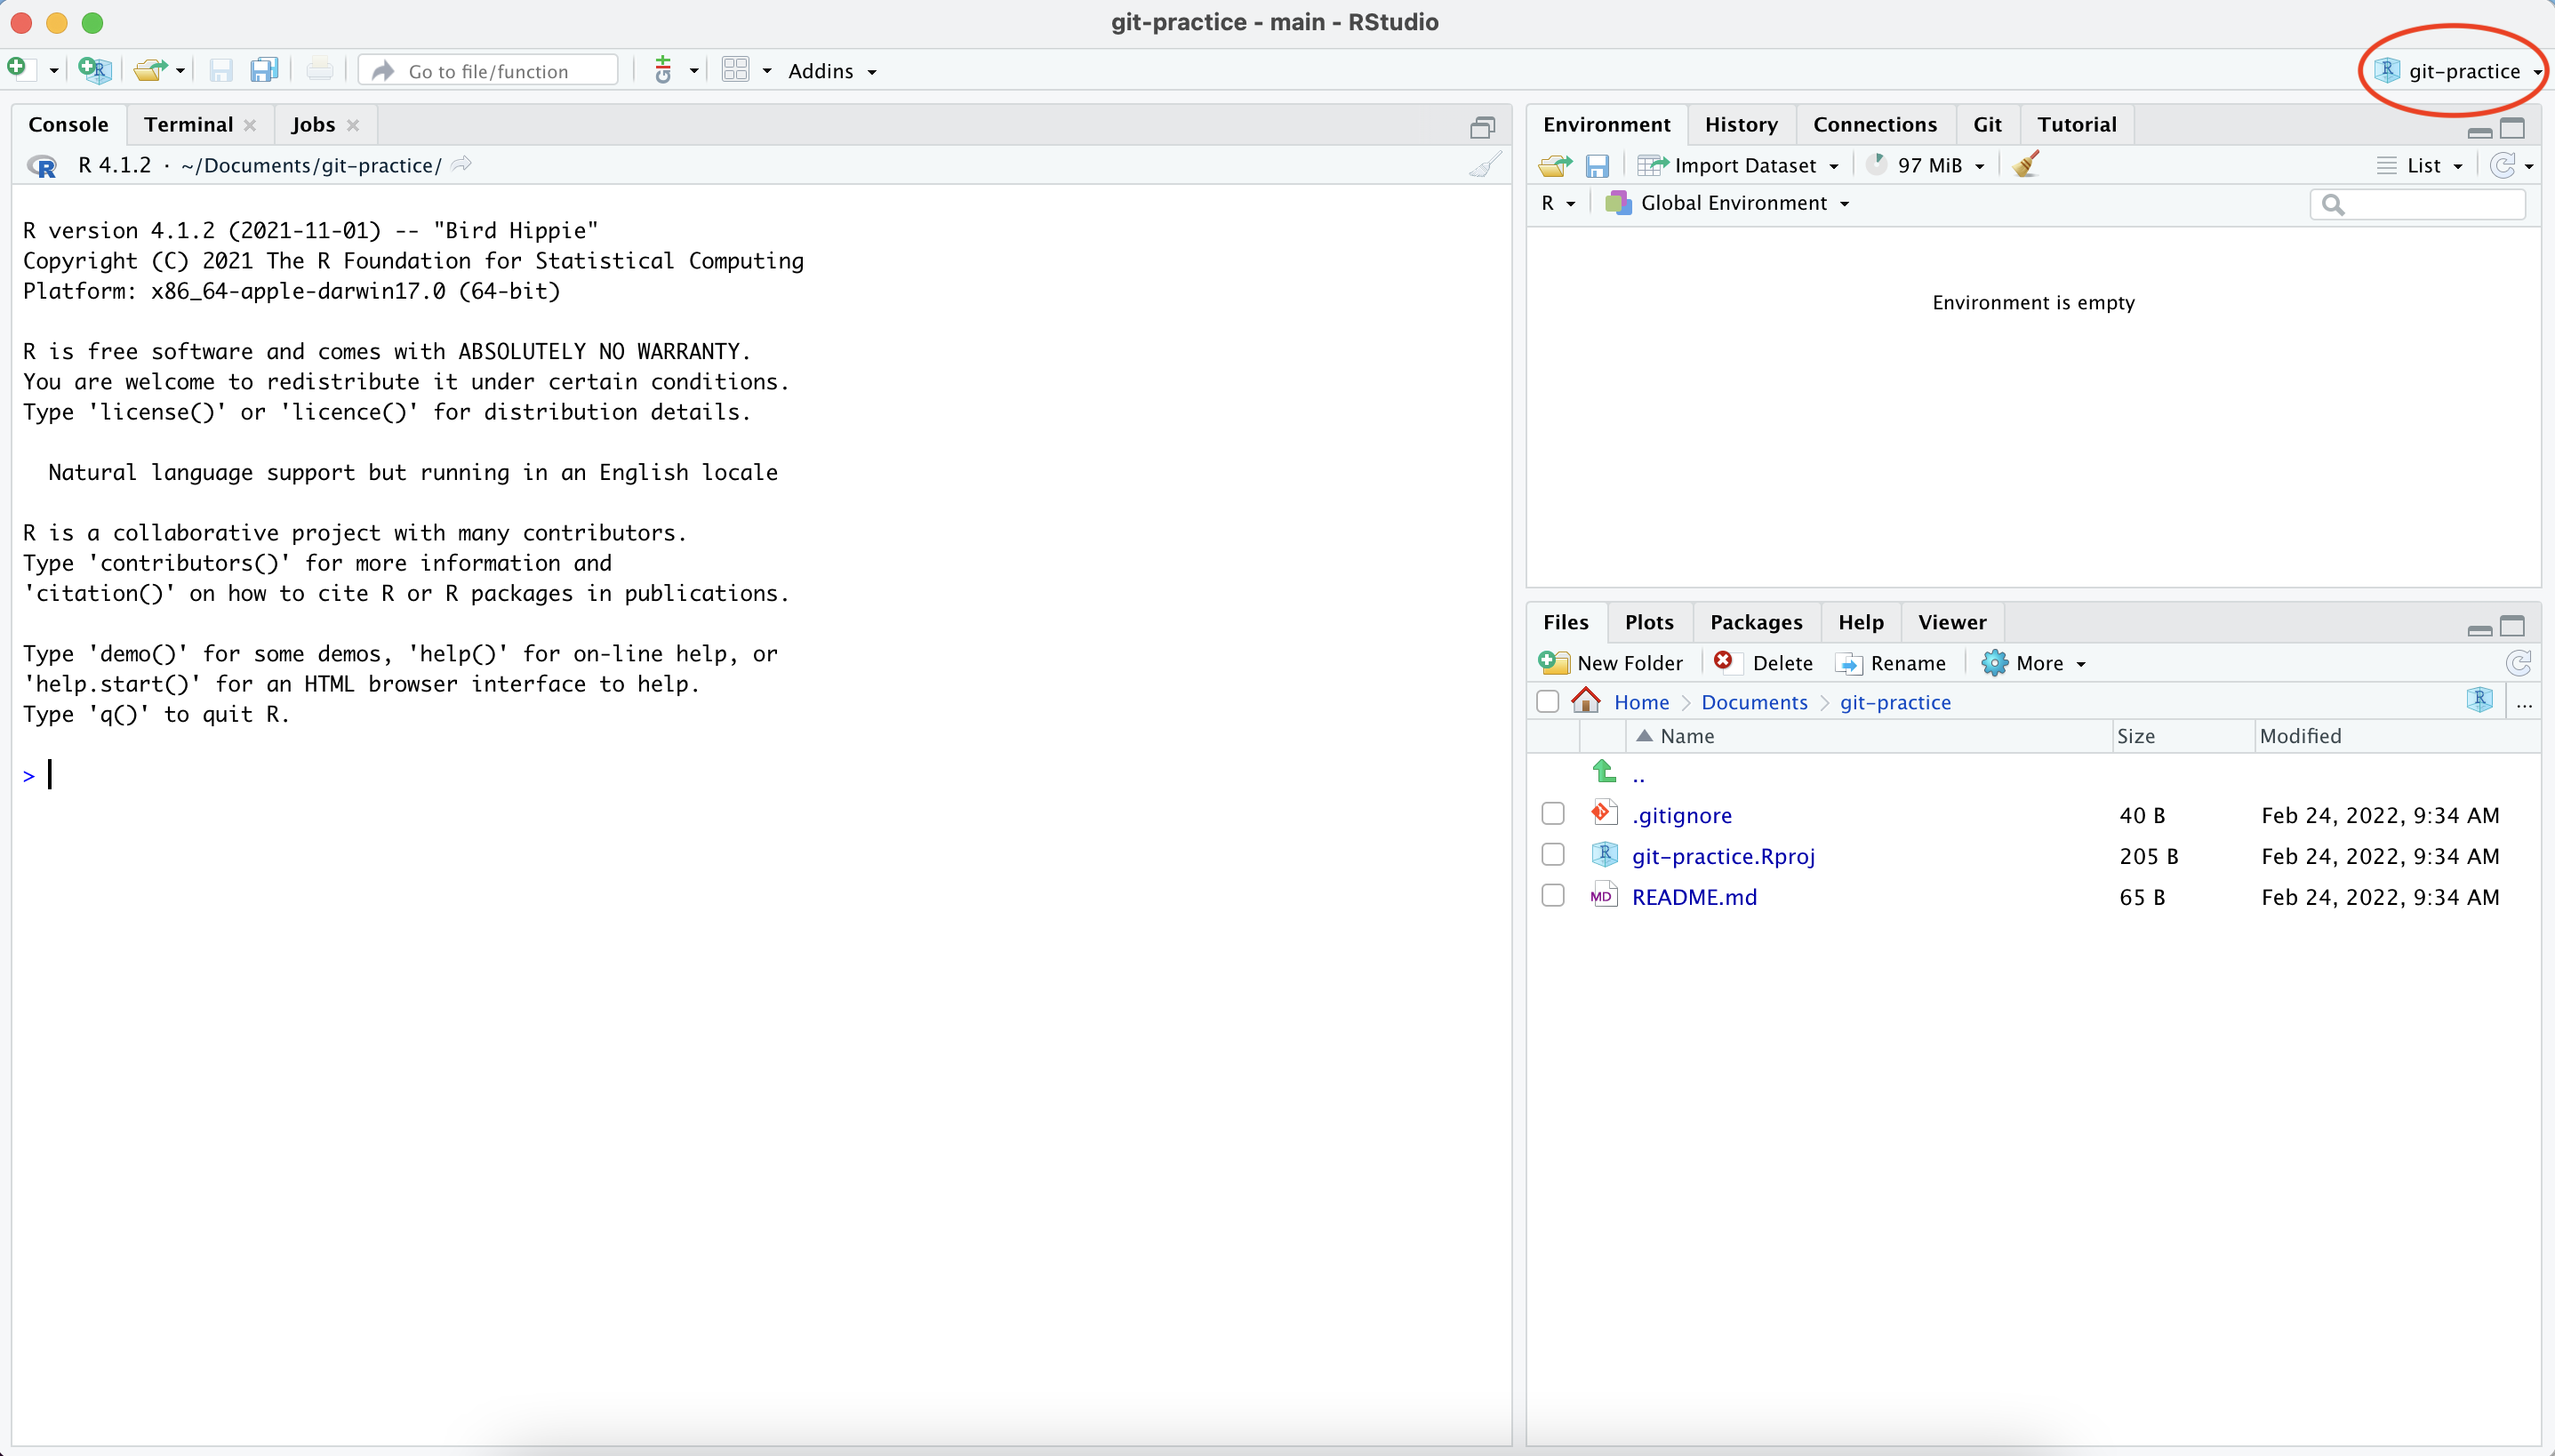 git-practice - main - RStudio
Go to file/function
Addins
git-practice
Console Terminal Jobs
R 4.1.2 · ~/Documents/git-practice/
R version 4.1.2 (2021-11-01) -- "Bird Hippie"
Copyright (C) 2021 The R Foundation for Statistical Computing
Platform: x86_64-apple-darwin17.0 (64-bit)
R is free software and comes with ABSOLUTELY NO WARRANTY.
You are welcome to redistribute it under certain conditions.
Type 'license()' or 'licence()' for distribution details.
Natural language support but running in an English locale
R is a collaborative project with many contributors.
Type 'contributors()' for more information and
'citation()' on how to cite R or R packages in publications.
Type 'demo()' for some demos, 'help()' for on-line help, or
'help.start()' for an HTML browser interface to help.
Type 'q()' to quit R.
>
Environment History Connections Git Tutorial
Import Dataset 97 MiB List
R Global Environment
Environment is empty
Files Plots Packages Help Viewer
New Folder Delete Rename More
Home Documents git-practice ...
Name Size Modified
..
.gitignore 40 B Feb 24, 2022, 9:34 AM
git-practice.Rproj 205 B Feb 24, 2022, 9:34 AM
README.md 65 B Feb 24, 2022, 9:34 AM